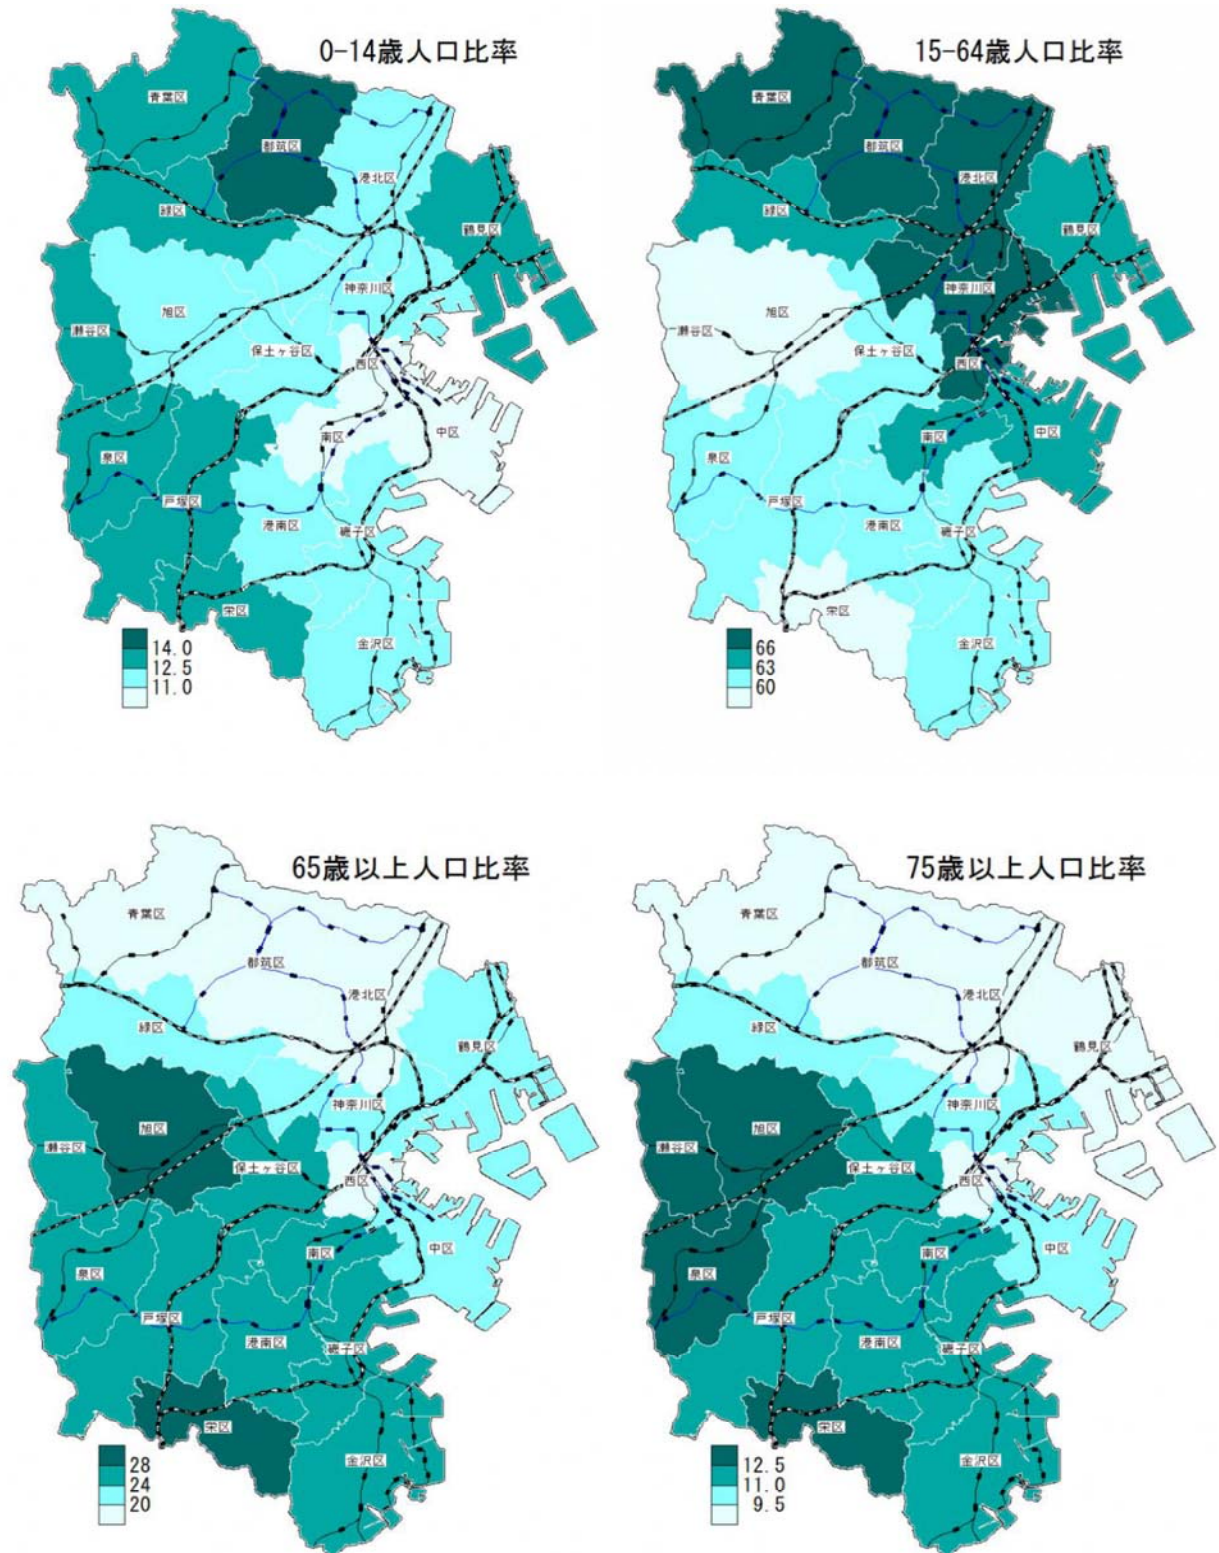 0-14歳人口比率
青葉区
都筑区
港北区
緑区
鶴見区
神奈川区
旭区
瀬谷区
保土ヶ谷区
西区
南区
中区
泉区
戸塚区
港南区
磯子区
栄区
金沢区
14.0
12.5
11.0
15-64歳人口比率
青葉区
都筑区
港北区
緑区
鶴見区
神奈川区
旭区
瀬谷区
保土ヶ谷区
西区
南区
中区
泉区
戸塚区
港南区
磯子区
栄区
金沢区
66
63
60
65歳以上人口比率
青葉区
都筑区
港北区
緑区
鶴見区
神奈川区
旭区
瀬谷区
保土ヶ谷区
西区
南区
中区
泉区
戸塚区
港南区
磯子区
栄区
金沢区
28
24
20
75歳以上人口比率
青葉区
都筑区
港北区
緑区
鶴見区
神奈川区
旭区
瀬谷区
保土ヶ谷区
西区
南区
中区
泉区
戸塚区
港南区
磯子区
栄区
金沢区
12.5
11.0
9.5